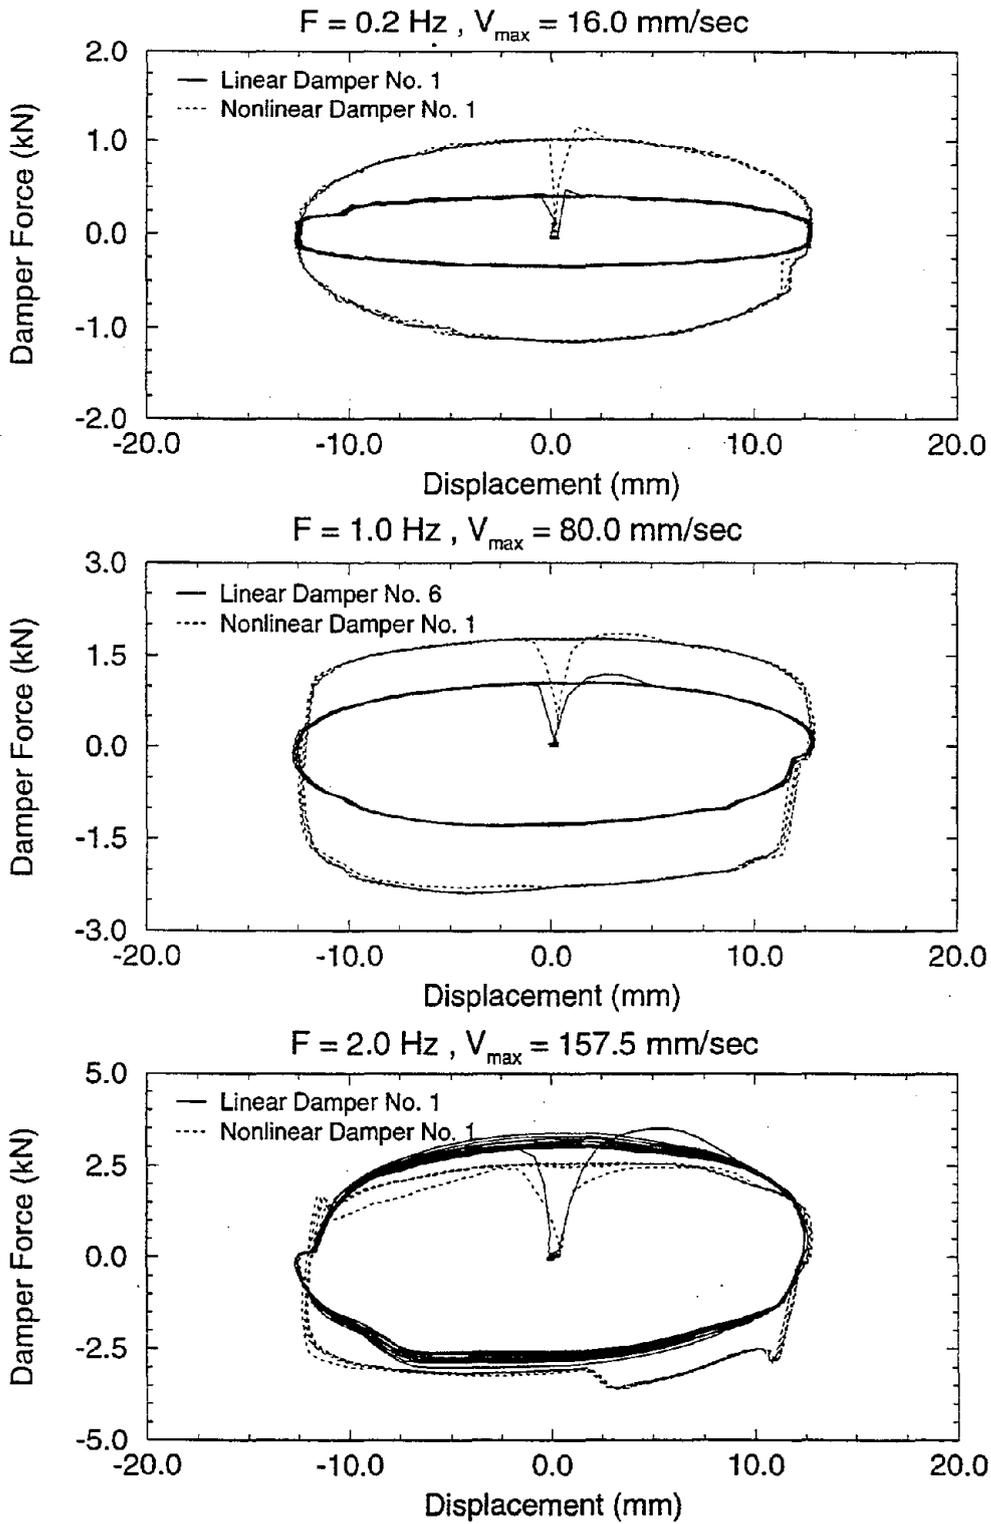 F = 0.2 Hz , Vmax = 16.0 mm/sec
2.0
Linear Damper No. 1
Nonlinear Damper No. 1
1.0
0.0
-1.0
-2.0
Damper Force (kN)
-20.0 -10.0 0.0 10.0 20.0
Displacement (mm)
F = 1.0 Hz , Vmax = 80.0 mm/sec
3.0
Linear Damper No. 6
Nonlinear Damper No. 1
1.5
0.0
-1.5
-3.0
Damper Force (kN)
-20.0 -10.0 0.0 10.0 20.0
Displacement (mm)
F = 2.0 Hz , Vmax = 157.5 mm/sec
5.0
Linear Damper No. 1
Nonlinear Damper No. 1
2.5
0.0
-2.5
-5.0
Damper Force (kN)
-20.0 -10.0 0.0 10.0 20.0
Displacement (mm)